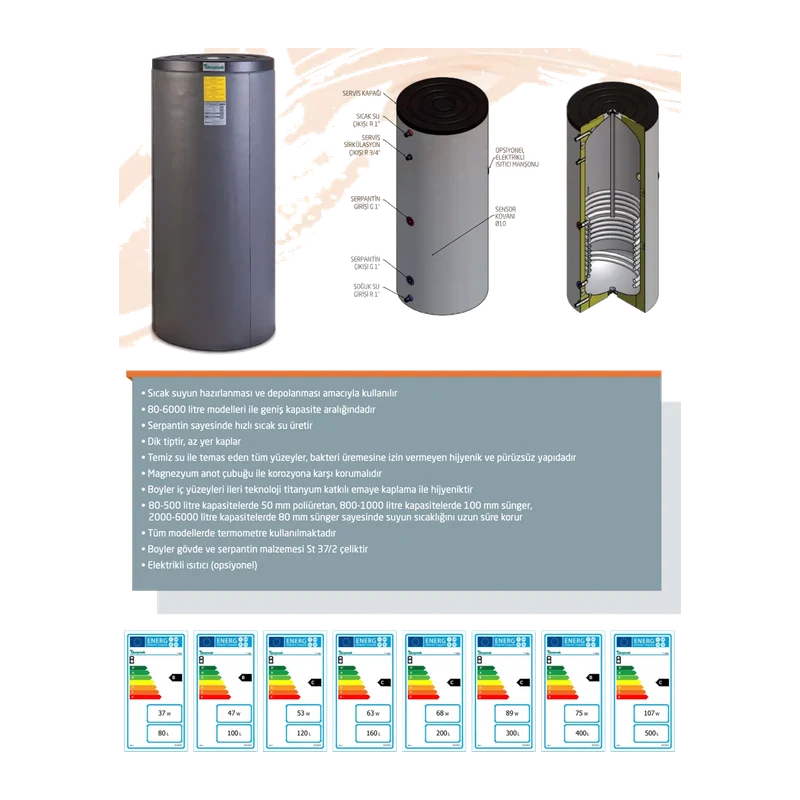 SERVİS KAPAĞI
SICAK SU
ÇIKIŞI R 1"
SERVİS
SİRKÜLASYON
ÇIKIŞI R 3/4"
OPSİYONEL
ELEKTRİKLİ
ISITICI MANŞONU
SERPANTİN
GİRİŞİ G 1"
SENSOR
KOVANI
Ø10
SERPANTİN
ÇIKIŞI G 1"
SOĞUK SU
GİRİŞİ R 1"
• Sıcak suyun hazırlanması ve depolanması amacıyla kullanılır
• 80-6000 litre modelleri ile geniş kapasite aralığındadır
• Serpantin sayesinde hızlı sıcak su üretir
• Dik tiptir, az yer kaplar
• Temiz su ile temas eden tüm yüzeyler, bakteri üremesine izin vermeyen hijyenik ve pürüzsüz yapıdadır
• Magnezyum anot çubuğu ile korozyona karşı korumalıdır
• Boyler iç yüzeyleri ileri teknoloji titanyum katkılı emaye kaplama ile hijyeniktir
• 80-500 litre kapasitelerde 50 mm poliüretan, 800-1000 litre kapasitelerde 100 mm sünger,
2000-6000 litre kapasitelerde 80 mm sünger sayesinde suyun sıcaklığını uzun süre korur
• Tüm modellerde termometre kullanılmaktadır
• Boyler gövde ve serpantin malzemesi St 37/2 çeliktir
• Elektrikli ısıtıcı (opsiyonel)
ENERG ENERG ENERG ENERG ENERG ENERG ENERG ENERG
B B C C C C B C
37 W 47 W 53 W 63 W 68 W 89 W 75 W 107 W
80 L 100 L 120 L 160 L 200 L 300 L 400 L 500 L